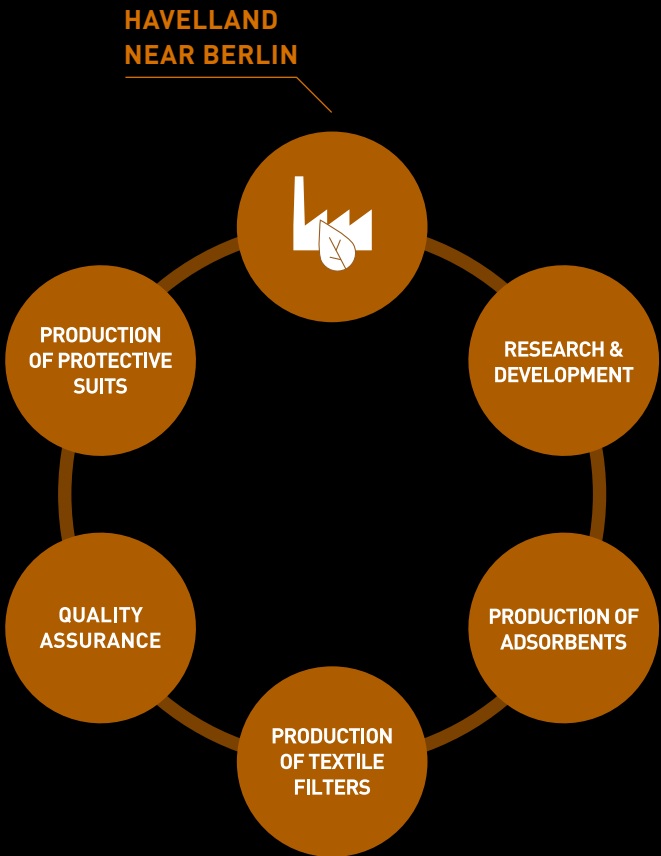 HAVELLAND
NEAR BERLIN
RESEARCH &
DEVELOPMENT
PRODUCTION OF
ADSORBENTS
PRODUCTION
OF TEXTILE
FILTERS
QUALITY
ASSURANCE
PRODUCTION
OF PROTECTIVE
SUITS